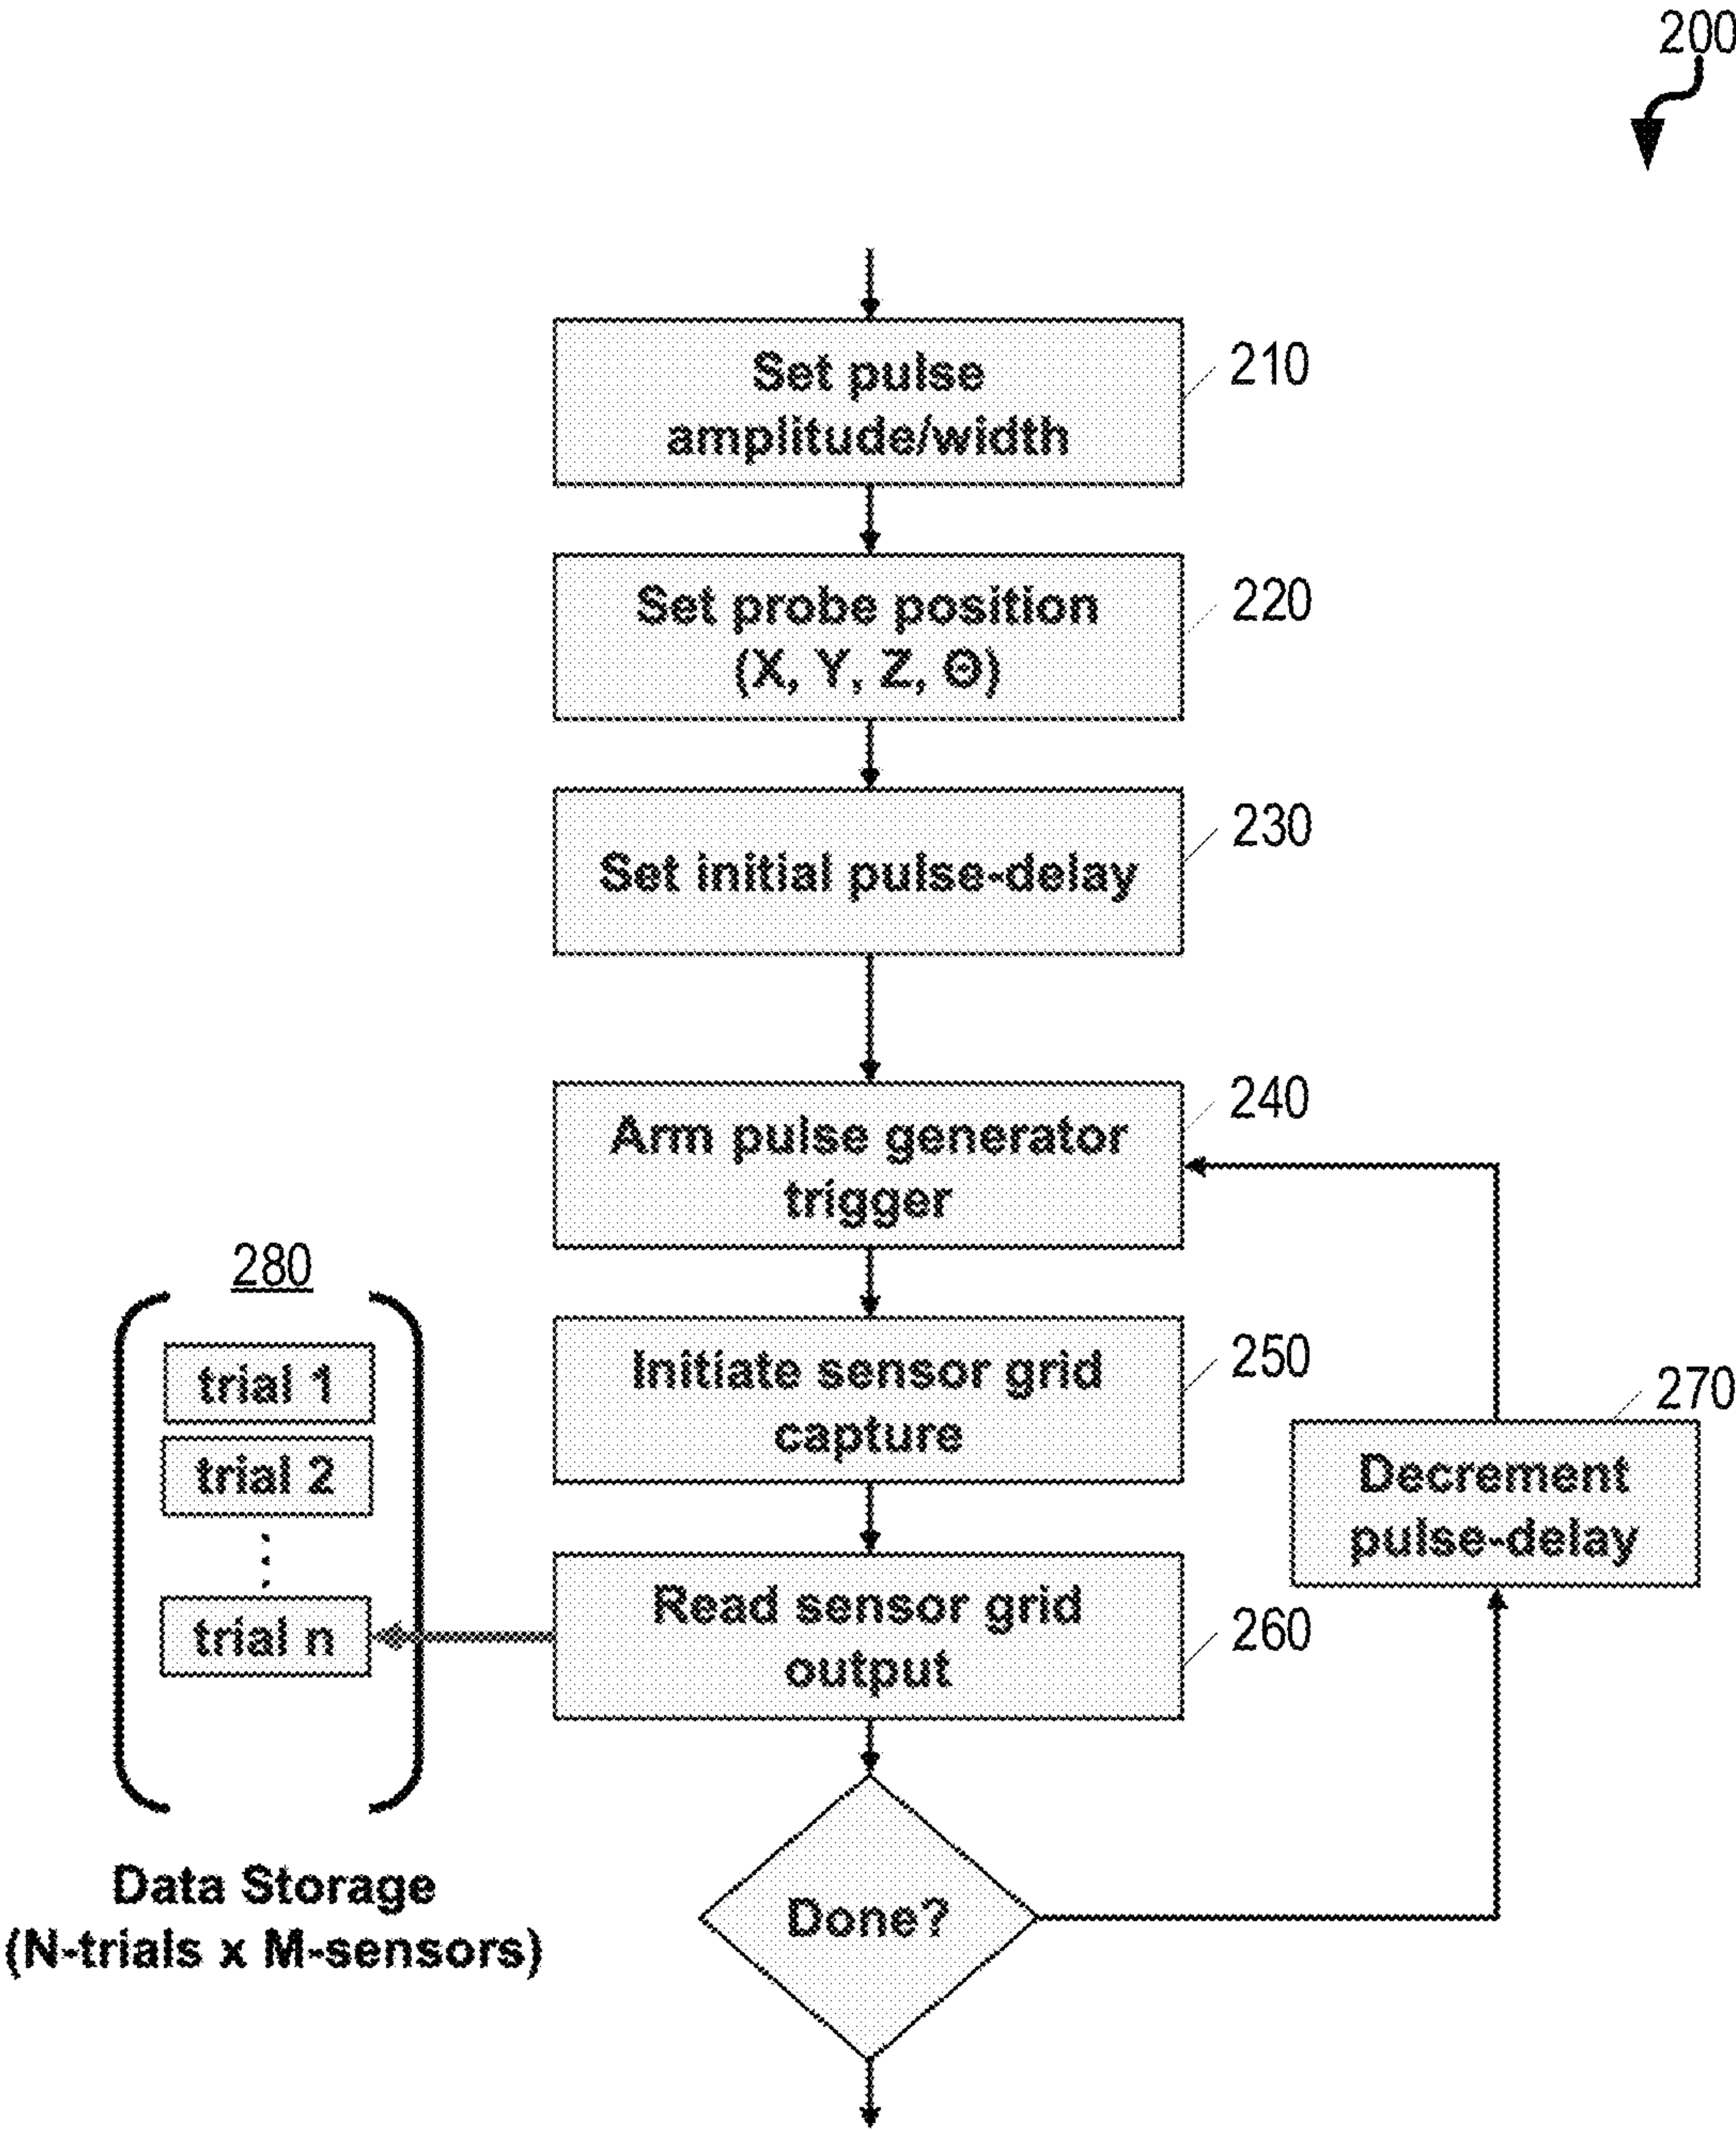 200
Set pulse
amplitude/width
210
Set probe position
(X, Y, Z, Θ)
220
Set initial pulse-delay
230
Arm pulse generator
trigger
240
Initiate sensor grid
capture
250
Read sensor grid
output
260
Decrement
pulse-delay
270
280
trial 1
trial 2
trial n
Data Storage
(N-trials x M-sensors)
Done?